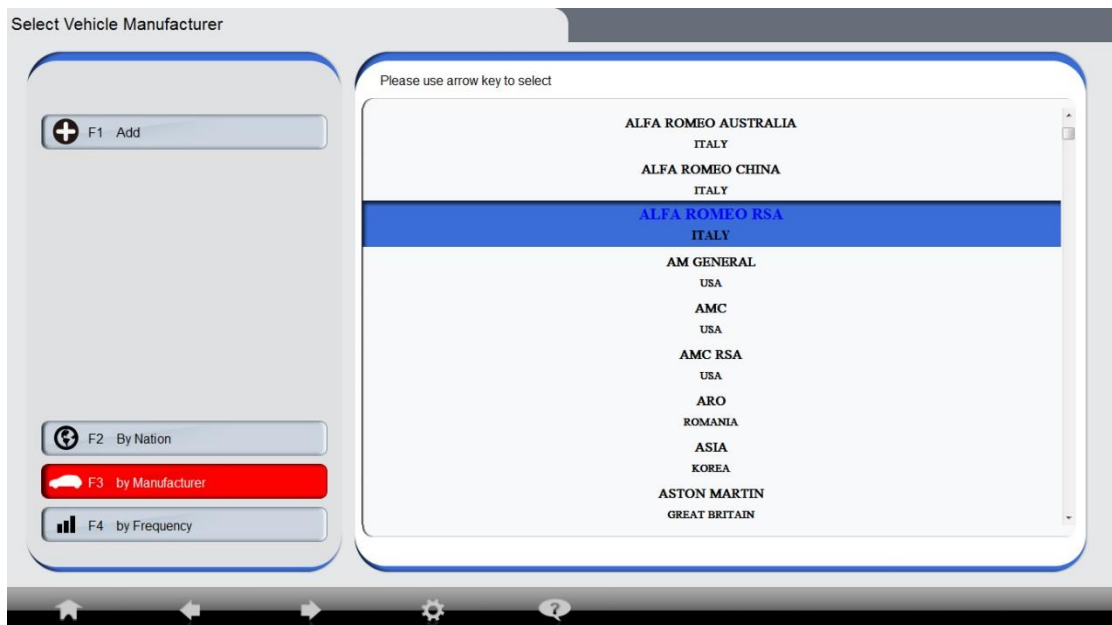 Select Vehicle Manufacturer
Please use arrow key to select
F1 Add
F2 By Nation
F3 by Manufacturer
F4 by Frequency
ALFA ROMEO AUSTRALIA
ITALY
ALFA ROMEO CHINA
ITALY
ALFA ROMEO RSA
ITALY
AM GENERAL
USA
AMC
USA
AMC RSA
USA
ARO
ROMANIA
ASIA
KOREA
ASTON MARTIN
GREAT BRITAIN